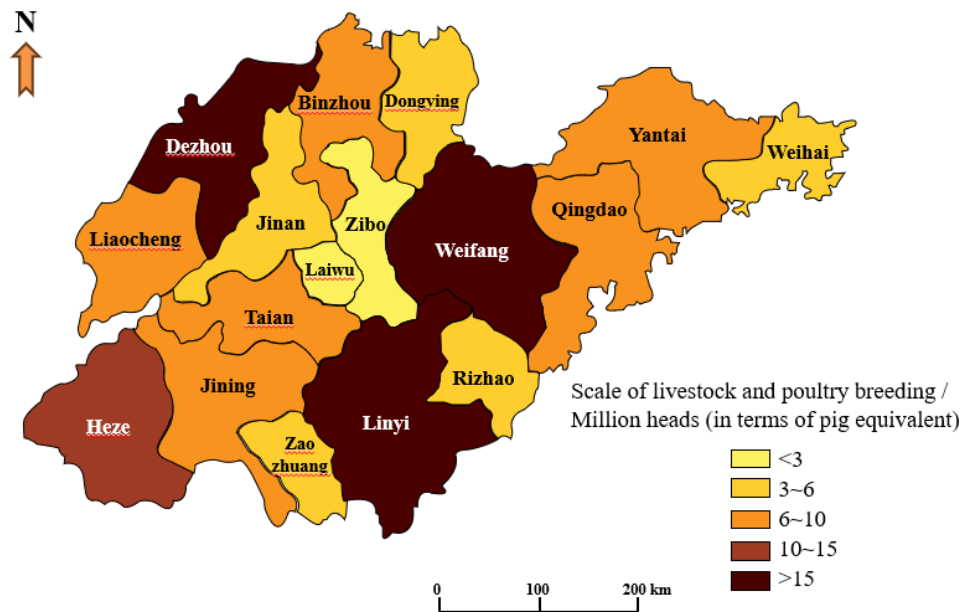 N
Binzhou
Dongying
Yantai
Dezhou
Weihai
Jinan
Zibo
Qingdao
Liaocheng
Weifang
Laiwu
Taian
Jining
Rizhao
Heze
Linyi
Zao
zhuang
Scale of livestock and poultry breeding /
Million heads (in terms of pig equivalent)
<3
3~6
6~10
10~15
>15
0 100 200 km